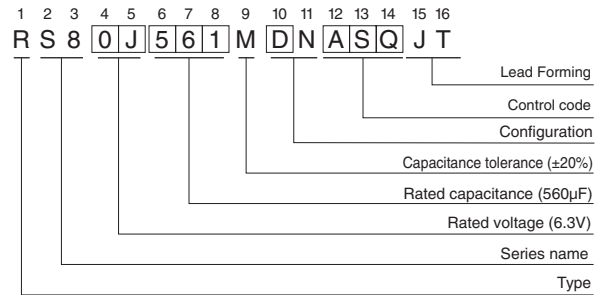 1 2 3 4 5 6 7 8 9 10 11 12 13 14 15 16
R S 8 0 J 5 6 1 M D N A S Q J T
Lead Forming
Control code
Configuration
Capacitance tolerance (±20%)
Rated capacitance (560µF)
Rated voltage (6.3V)
Series name
Type